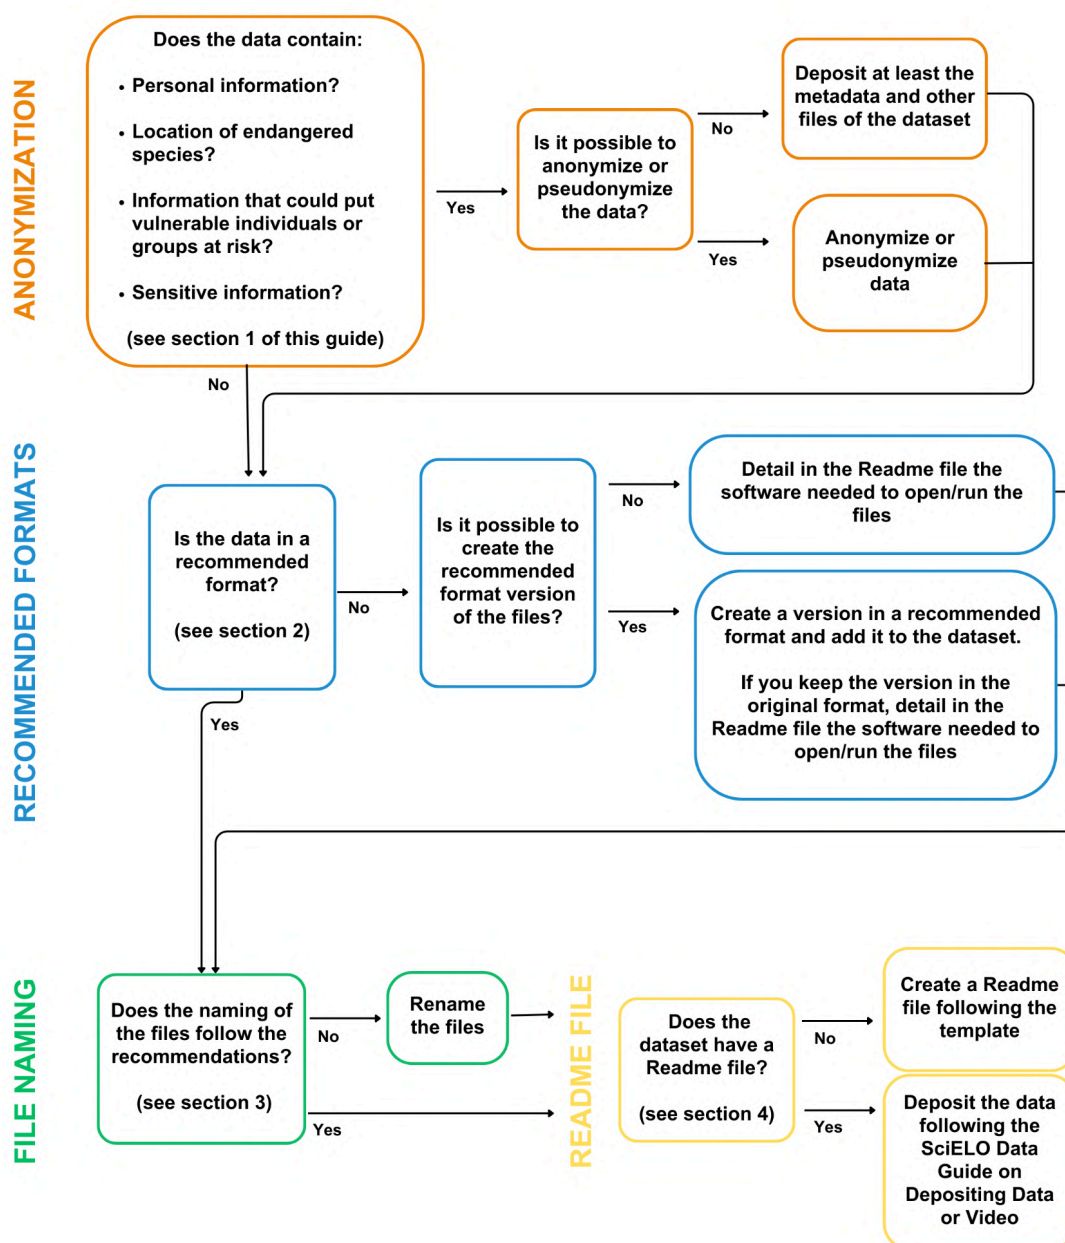 ANONYMIZATION
Does the data contain:
• Personal information?
• Location of endangered
species?
• Information that could put
vulnerable individuals or
groups at risk?
• Sensitive information?
(see section 1 of this guide)
Yes
No
Is it possible to
anonymize or
pseudonymize
the data?
No
Yes
Deposit at least the
metadata and other
files of the dataset
Anonymize or
pseudonymize
data
RECOMMENDED FORMATS
Is the data in a
recommended
format?
(see section 2)
No
Yes
Is it possible to
create the
recommended
format version
of the files?
No
Yes
Detail in the Readme file the
software needed to open/run the
files
Create a version in a recommended
format and add it to the dataset.
If you keep the version in the
original format, detail in the
Readme file the software needed to
open/run the files
FILE NAMING
Does the naming of
the files follow the
recommendations?
(see section 3)
No
Yes
Rename
the files
README FILE
Does the
dataset have a
Readme file?
(see section 4)
No
Yes
Create a Readme
file following the
template
Deposit the data
following the
SciELO Data
Guide on
Depositing Data
or Video